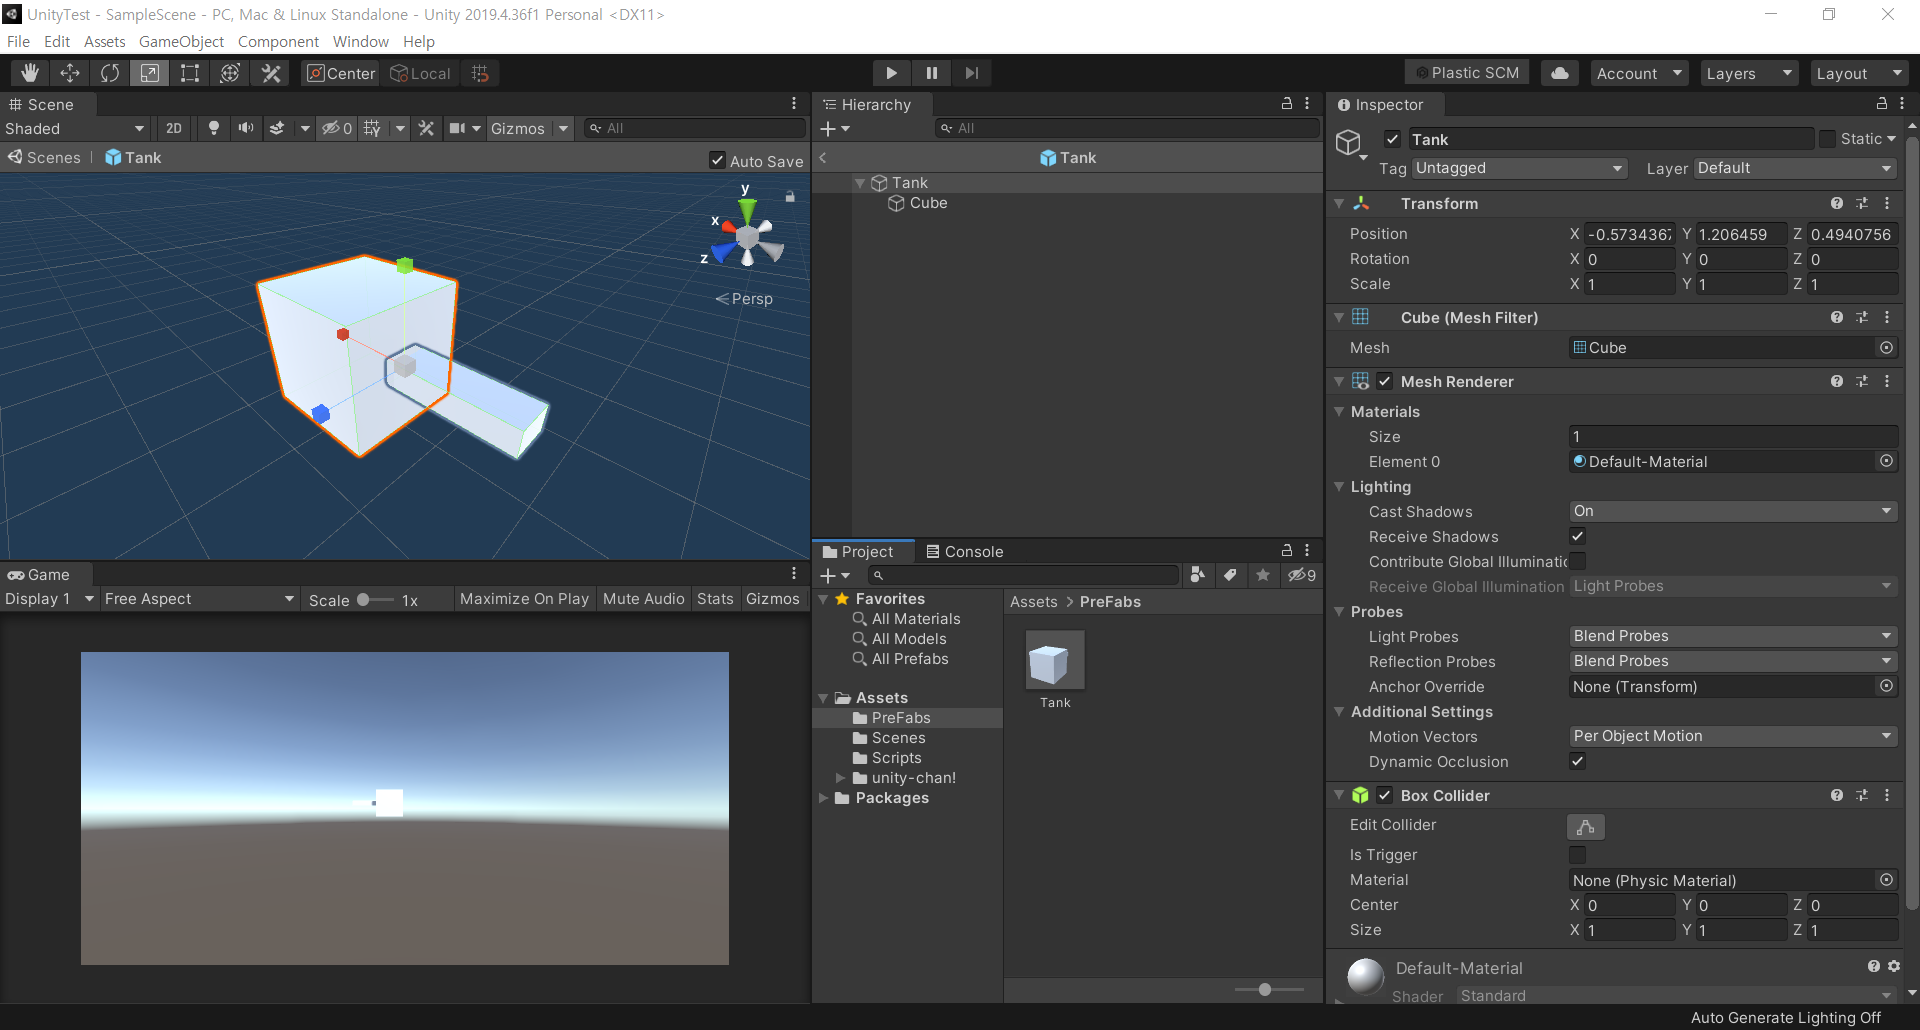 UnityTest - SampleScene - PC, Mac & Linux Standalone - Unity 2019.4.36f1 Personal <DX11>
File Edit Assets GameObject Component Window Help
Center Local Plastic SCM Account Layers Layout
Scene
Shaded 2D 0 Gizmos All
Scenes Tank Auto Save
y
x
z
Persp
Game
Display 1 Free Aspect Scale 1x Maximize On Play Mute Audio Stats Gizmos
Hierarchy
All
Tank
Tank
Cube
Project Console
9
Favorites
All Materials
All Models
All Prefabs
Assets
PreFabs
Scenes
Scripts
unity-chan!
Packages
Assets > PreFabs
Tank
Inspector
Tank Static
Tag Untagged Layer Default
Transform
Position X -0.5734367 Y 1.206459 Z 0.4940756
Rotation X 0 Y 0 Z 0
Scale X 1 Y 1 Z 1
Cube (Mesh Filter)
Mesh Cube
Mesh Renderer
Materials
Size 1
Element 0 Default-Material
Lighting
Cast Shadows On
Receive Shadows
Contribute Global Illuminatic
Receive Global Illumination Light Probes
Probes
Light Probes Blend Probes
Reflection Probes Blend Probes
Anchor Override None (Transform)
Additional Settings
Motion Vectors Per Object Motion
Dynamic Occlusion
Box Collider
Edit Collider
Is Trigger
Material None (Physic Material)
Center X 0 Y 0 Z 0
Size X 1 Y 1 Z 1
Default-Material
Shader Standard
Auto Generate Lighting Off